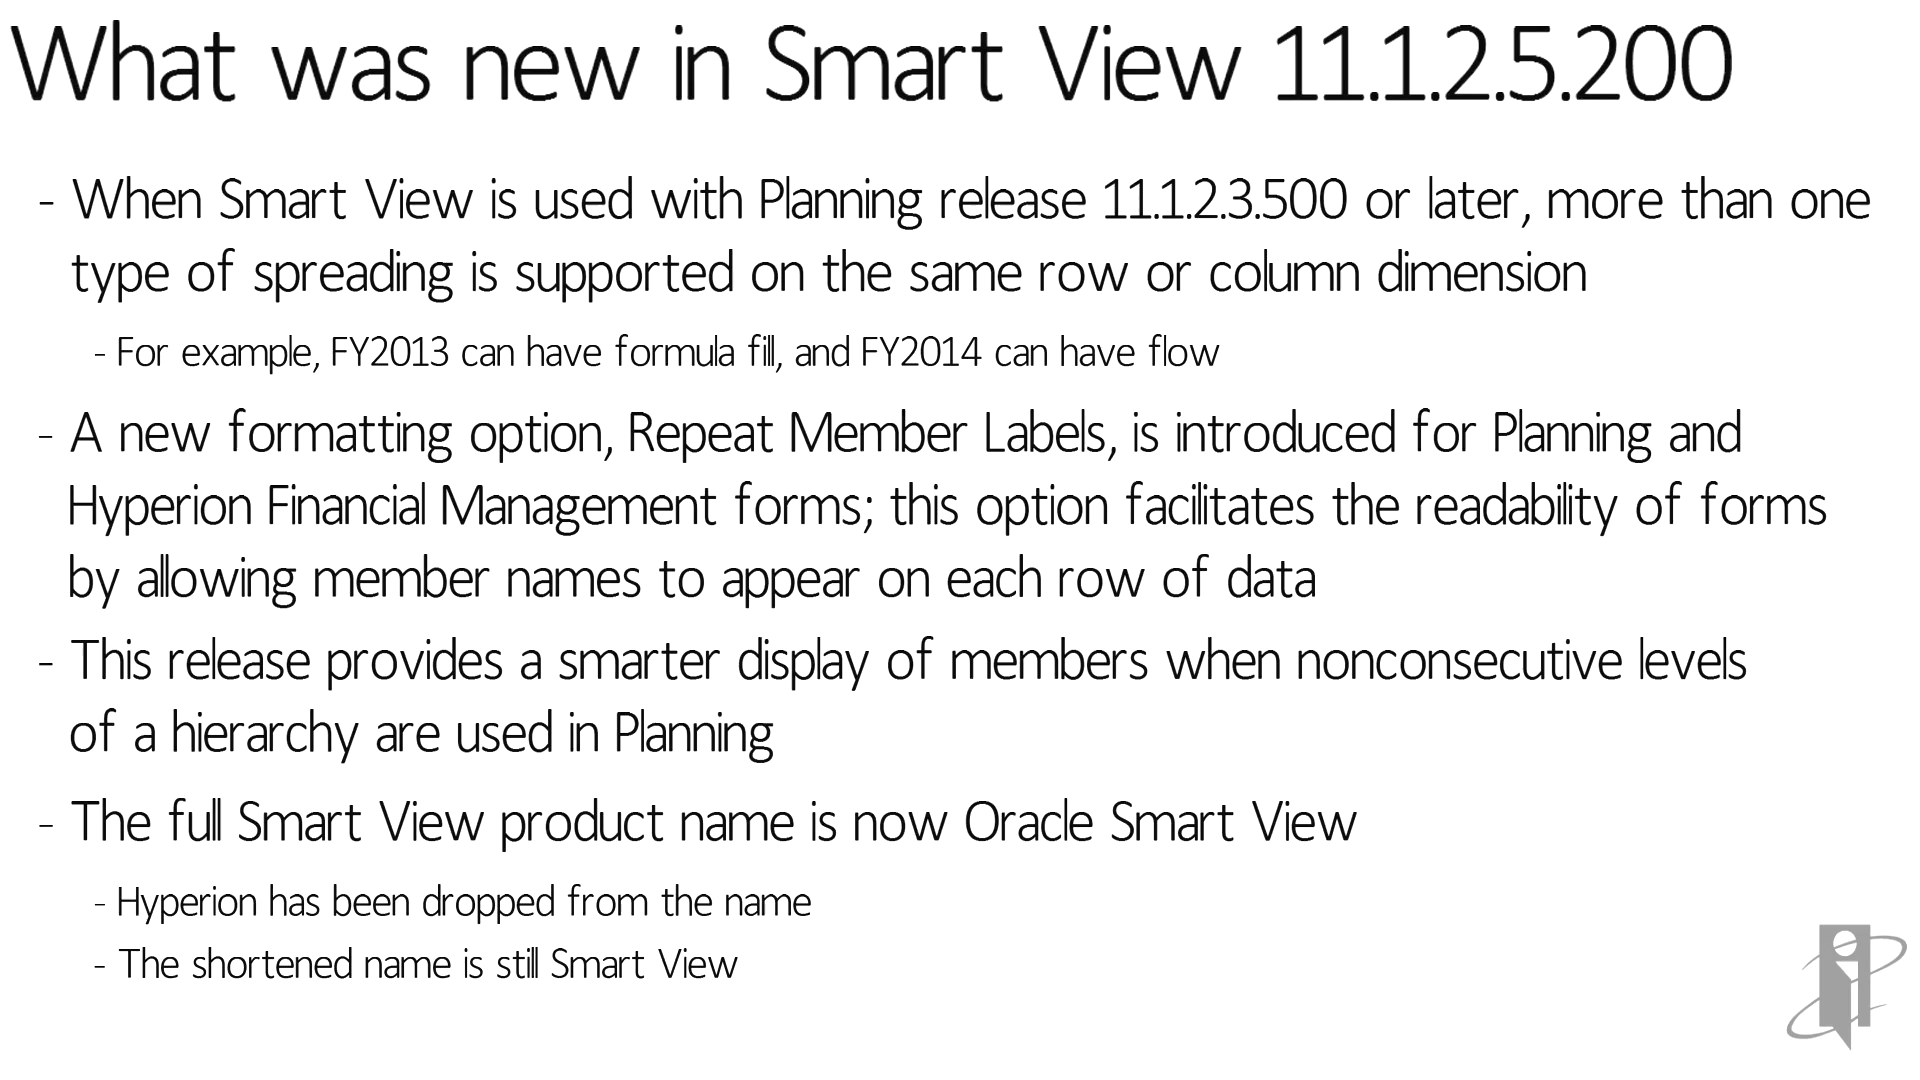 What was new in Smart View 11.1.2.5.200
- When Smart View is used with Planning release 11.1.2.3.500 or later, more than one
type of spreading is supported on the same row or column dimension
- For example, FY2013 can have formula fill, and FY2014 can have flow
- A new formatting option, Repeat Member Labels, is introduced for Planning and
Hyperion Financial Management forms; this option facilitates the readability of forms
by allowing member names to appear on each row of data
- This release provides a smarter display of members when nonconsecutive levels
of a hierarchy are used in Planning
- The full Smart View product name is now Oracle Smart View
- Hyperion has been dropped from the name
- The shortened name is still Smart View